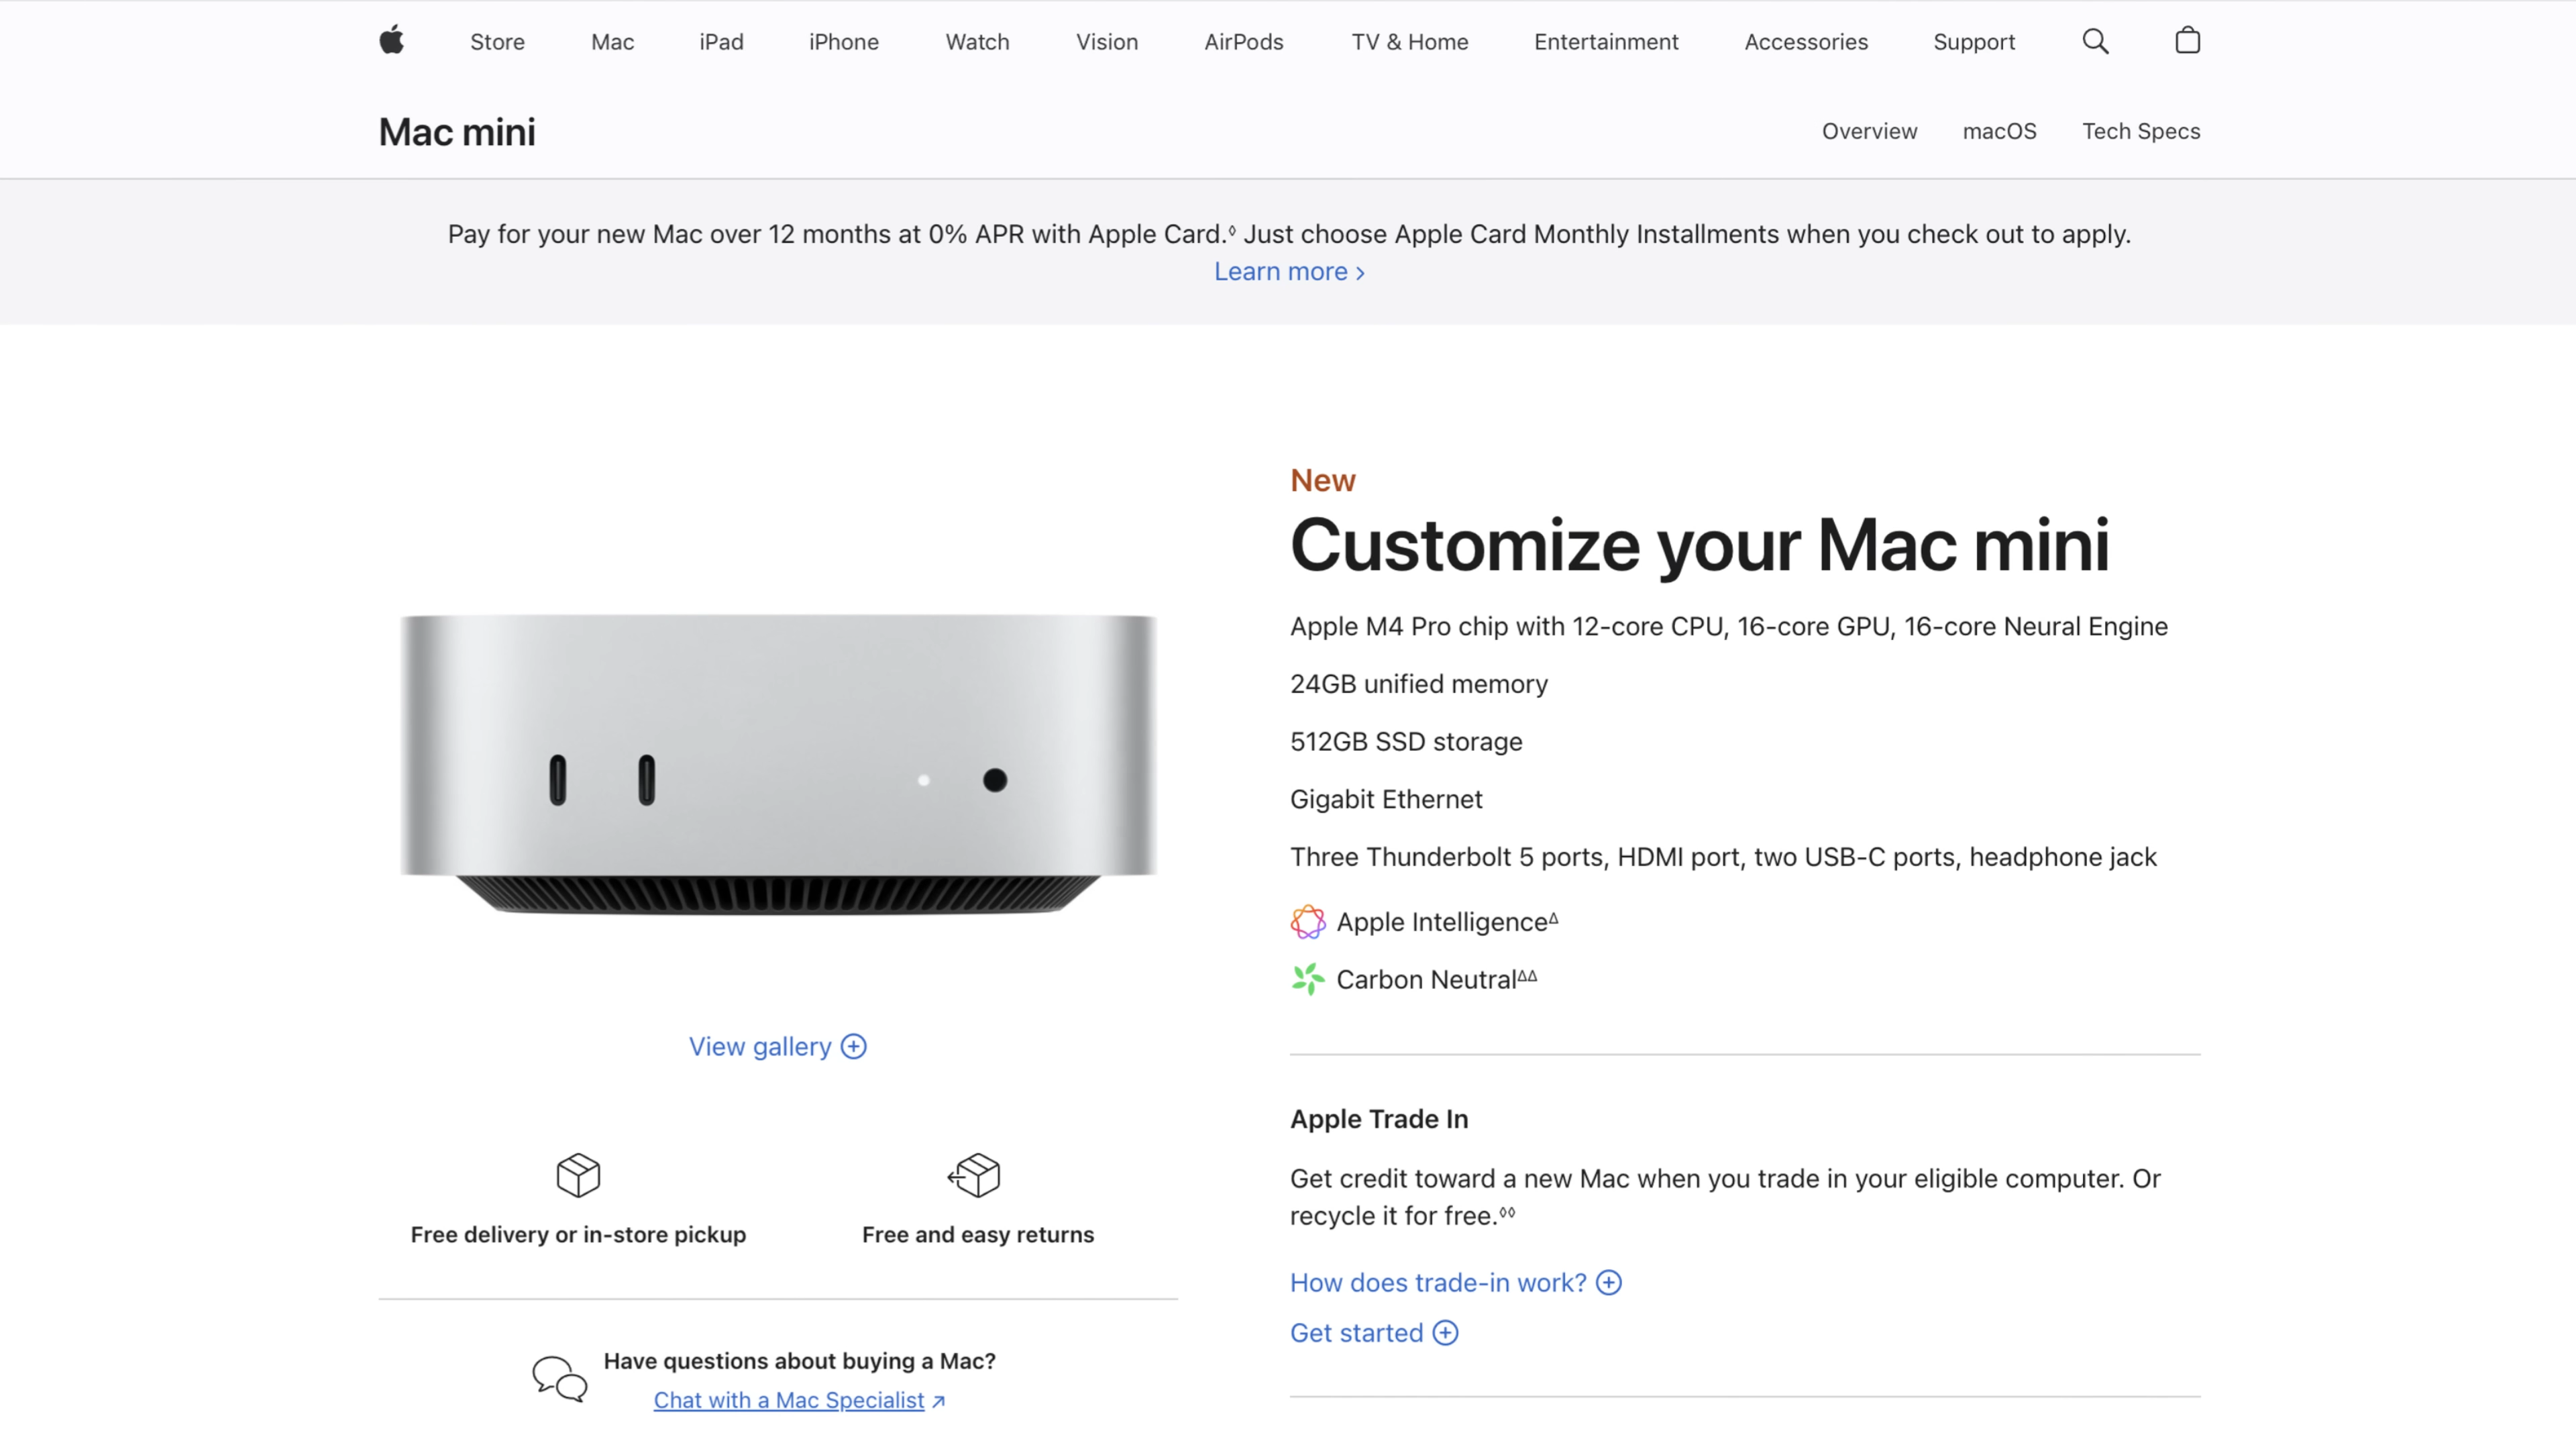 Store Mac iPad iPhone Watch Vision AirPods TV & Home Entertainment Accessories Support
Mac mini
Overview macOS Tech Specs
Pay for your new Mac over 12 months at 0% APR with Apple Card.◊ Just choose Apple Card Monthly Installments when you check out to apply.
Learn more >
New
Customize your Mac mini
Apple M4 Pro chip with 12-core CPU, 16-core GPU, 16-core Neural Engine
24GB unified memory
512GB SSD storage
Gigabit Ethernet
Three Thunderbolt 5 ports, HDMI port, two USB-C ports, headphone jack
Apple Intelligence∆
Carbon Neutral∆∆
View gallery
Free delivery or in-store pickup
Free and easy returns
Have questions about buying a Mac?
Chat with a Mac Specialist ↗
Apple Trade In
Get credit toward a new Mac when you trade in your eligible computer. Or
recycle it for free.◊◊
How does trade-in work?
Get started